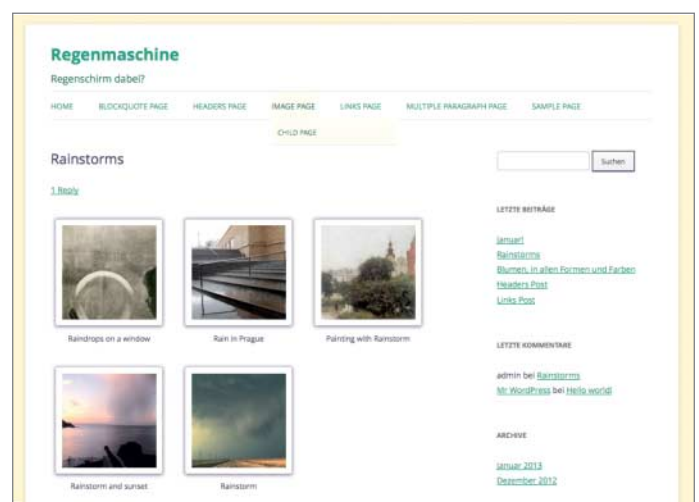 Regenmaschine
Regenschirm dabei?
HOME BLOCKQUOTE PAGE HEADERS PAGE IMAGE PAGE LINKS PAGE MULTIPLE PARAGRAPH PAGE SAMPLE PAGE
CHILD PAGE
Rainstorms
1 Reply
Raindrops on a window
Rain in Prague
Painting with Rainstorm
Rainstorm and sunset
Rainstorm
Suchen
LETZTE BEITRÄGE
Januar!
Rainstorms
Blumen, in allen Formen und Farben
Headers Post
Links Post
LETZTE KOMMENTARE
admin bei Rainstorms
Mr WordPress bei Hello world!
ARCHIVE
Januar 2013
Dezember 2012